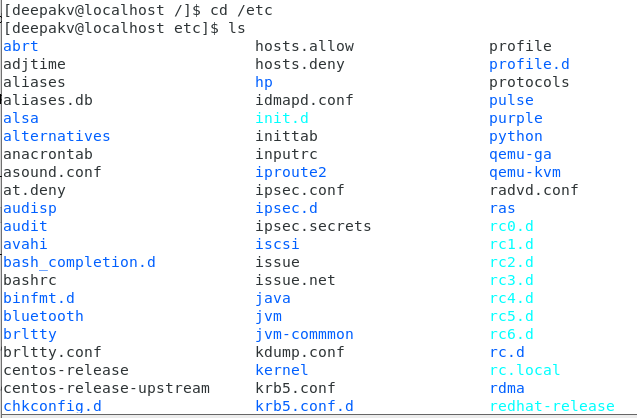 [deepakv@localhost /]$ cd /etc
[deepakv@localhost etc]$ ls
abrt hosts.allow profile
adjtime hosts.deny profile.d
aliases hp protocols
aliases.db idmapd.conf pulse
alsa init.d purple
alternatives inittab python
anacrontab inputrc qemu-ga
asound.conf iproute2 qemu-kvm
at.deny ipsec.conf radvd.conf
audisp ipsec.d ras
audit ipsec.secrets rc0.d
avahi iscsi rc1.d
bash_completion.d issue rc2.d
bashrc issue.net rc3.d
binfmt.d java rc4.d
bluetooth jvm rc5.d
brltty jvm-commmon rc6.d
brltty.conf kdump.conf rc.d
centos-release kernel rc.local
centos-release-upstream krb5.conf rdma
chkconfig.d krb5.conf.d redhat-release